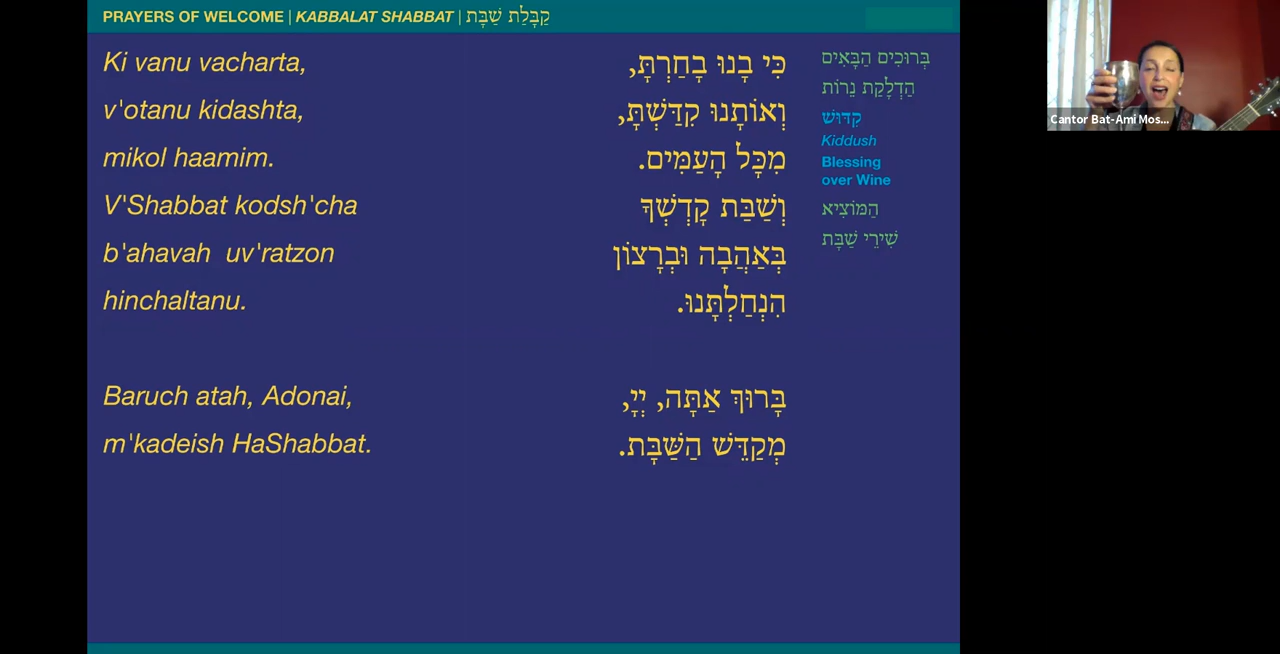 PRAYERS OF WELCOME | KABBALAT SHABBAT | קַבָּלַת שַׁבָּת
Ki vanu vacharta,
v'otanu kidashta,
mikol haamim.
V'Shabbat kodsh'cha
b'ahavah uv'ratzon
hinchaltanu.
Baruch atah, Adonai,
m'kadeish HaShabbat.
כִּי בָנוּ בָחַרְתָּ,
וְאוֹתָנוּ קִדַּשְׁתָּ,
מִכָּל הָעַמִּים.
וְשַׁבַּת קָדְשְׁךָ
בְּאַהֲבָה וּבְרָצוֹן
הִנְחַלְתָּנוּ.
בָּרוּךְ אַתָּה, יְיָ,
מְקַדֵּשׁ הַשַּׁבָּת.
בְּרוּכִים הַבָּאִים
הַדְלָקַת נֵרוֹת
קִדּוּשׁ
Kiddush
Blessing
over Wine
הַמּוֹצִיא
שִׁירֵי שַׁבָּת
Cantor Bat-Ami Mos...